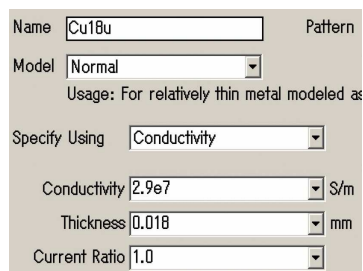 Name Cu18u Pattern
Model Normal
Usage: For relatively thin metal modeled as
Specify Using Conductivity
Conductivity 2.9e7 S/m
Thickness 0.018 mm
Current Ratio 1.0